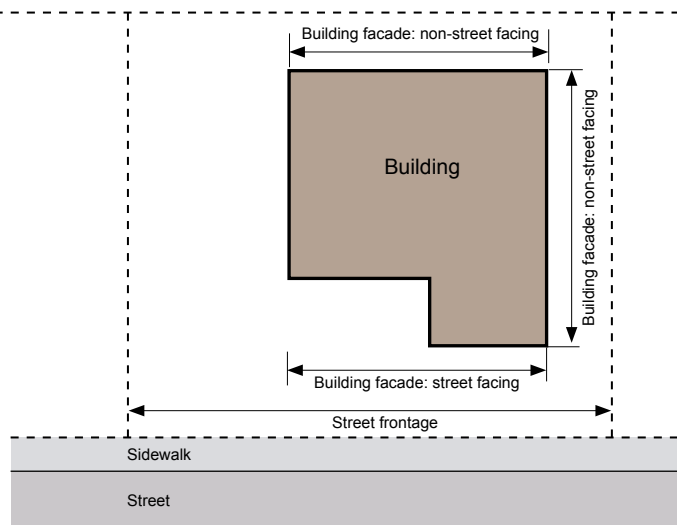 Building facade: non-street facing
Building
Building facade: non-street facing
Building facade: street facing
Street frontage
Sidewalk
Street